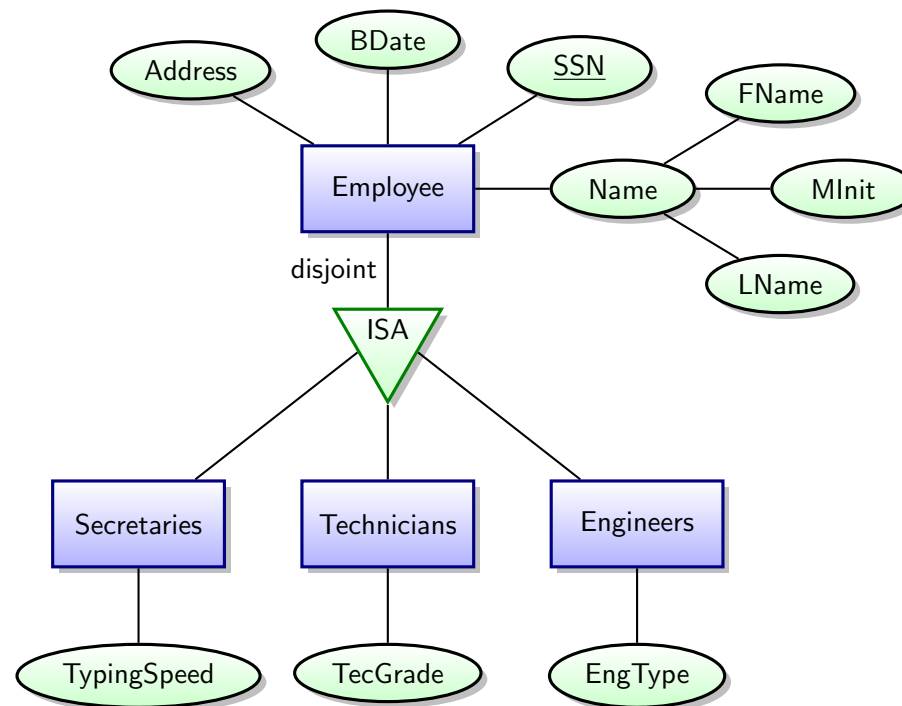 BDate
Address
SSN
FName
Employee
Name
MInit
disjoint
LName
ISA
Secretaries
Technicians
Engineers
TypingSpeed
TecGrade
EngType